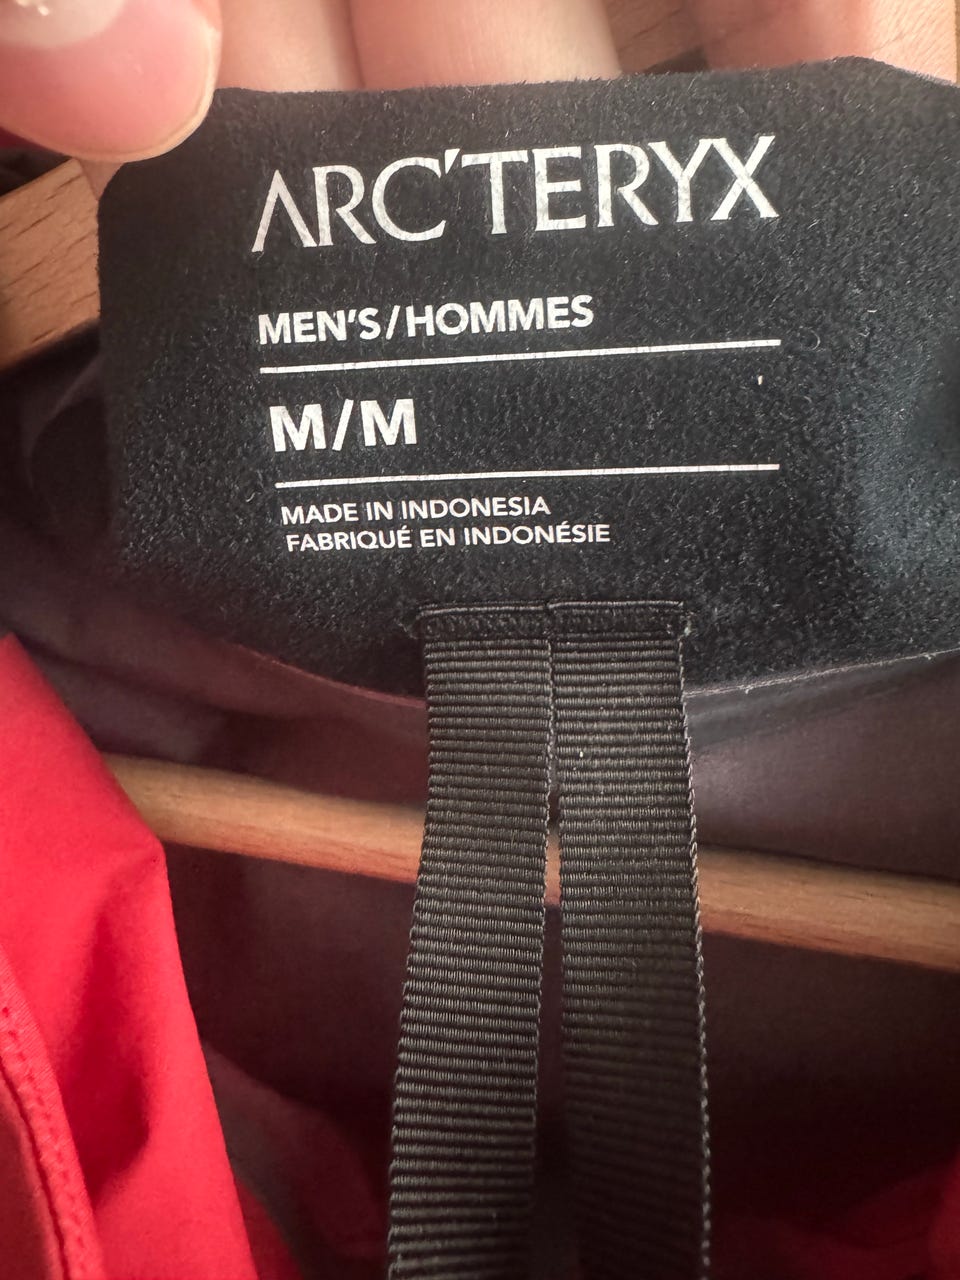 ARC'TERYX
MEN'S/HOMMES
M/M
MADE IN INDONESIA
FABRIQUÉ EN INDONÉSIE